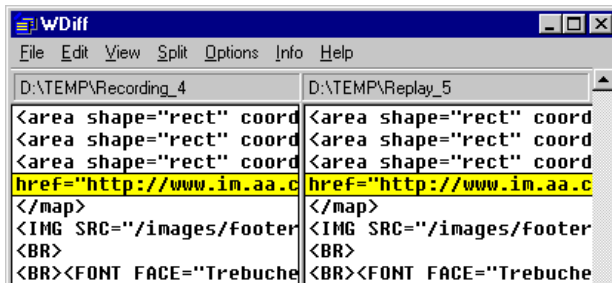 WDiff
File Edit View Split Options Info Help
D:\TEMP\Recording_4 D:\TEMP\Replay_5
<area shape="rect" coord <area shape="rect" coord
<area shape="rect" coord <area shape="rect" coord
<area shape="rect" coord <area shape="rect" coord
href="http://www.im.aa.c href="http://www.im.aa.c
</map> </map>
<IMG SRC="/images/footer <IMG SRC="/images/footer
<BR> <BR>
<BR><FONT FACE="Trebuche <BR><FONT FACE="Trebuche